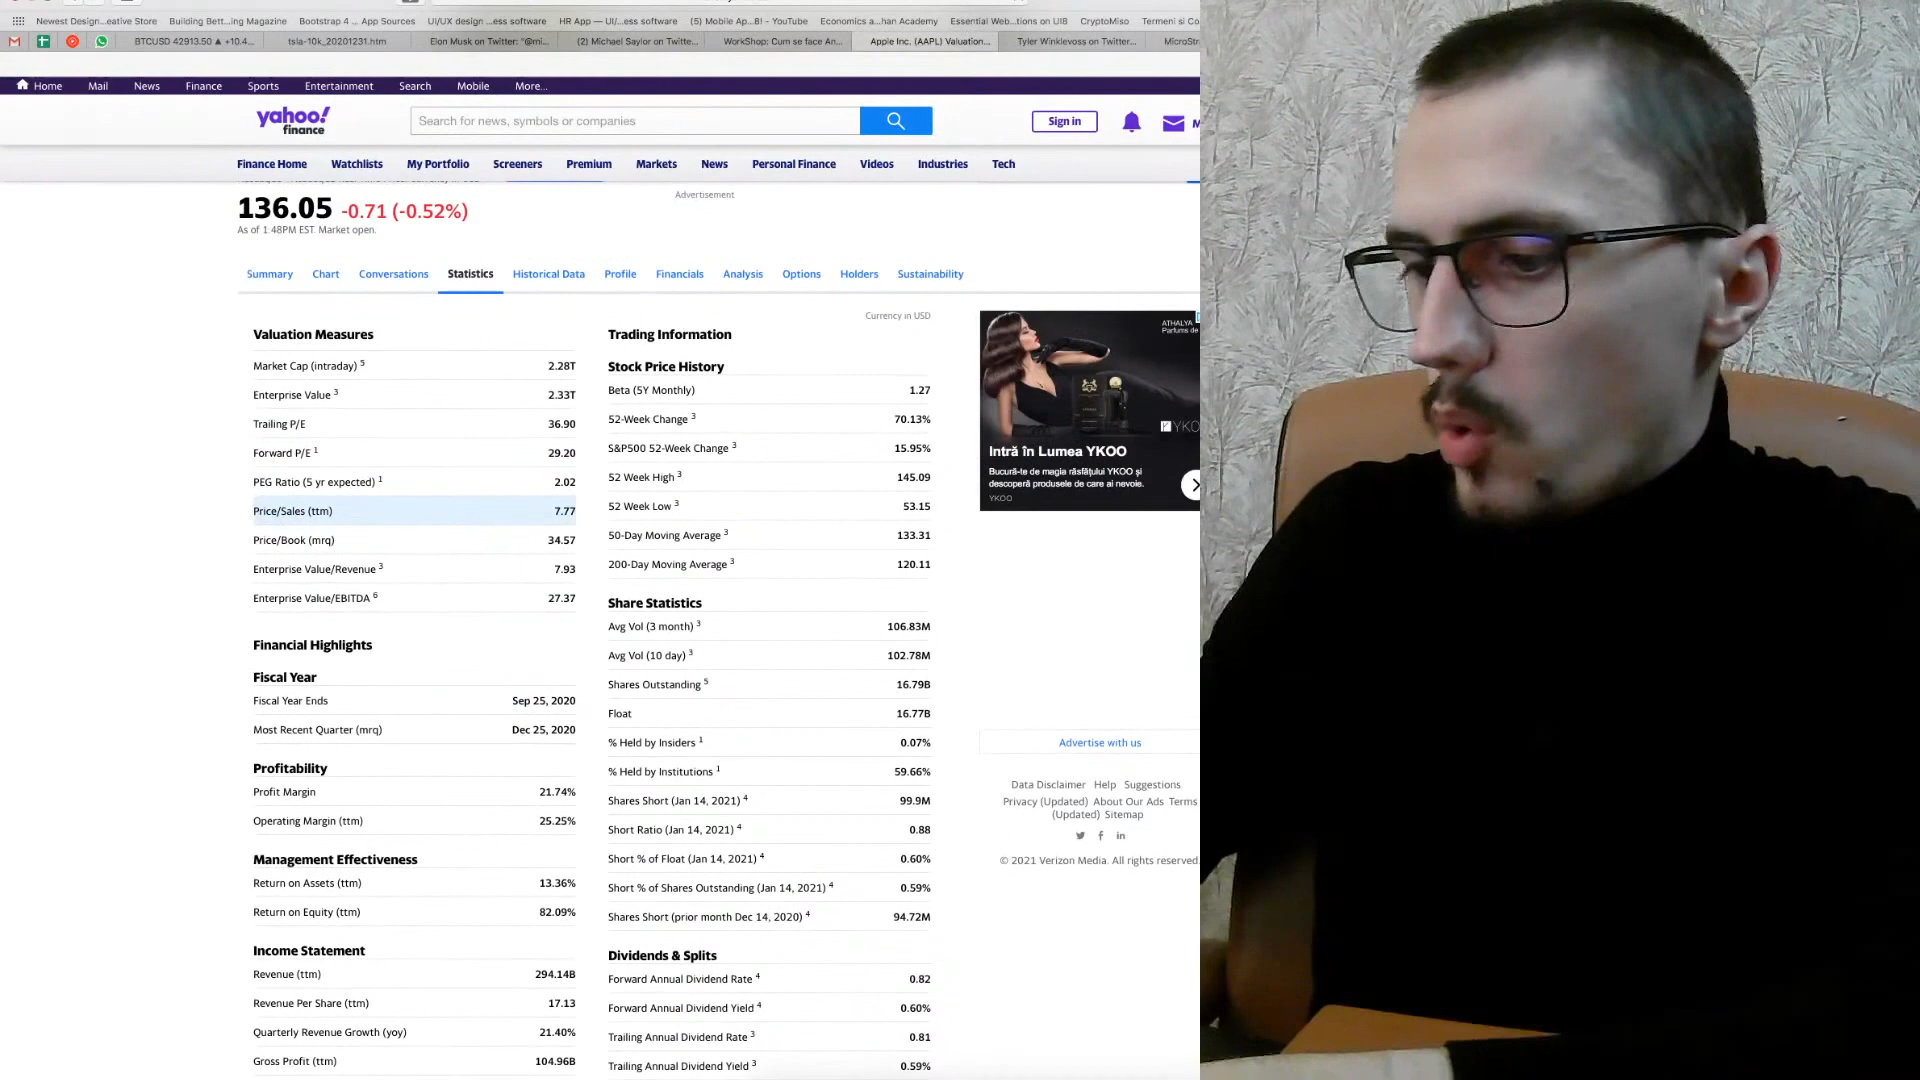 Newest Design...eative Store Building Bett...ing Magazine Bootstrap 4 ... App Sources UI/UX design ...ess software HR App — UI/...ess software (5) Mobile Ap...8! - YouTube Economics a...han Academy Essential Web...tions on UIB CryptoMiso Termeni si Co
BTCUSD 42913.50 ▲ +10.4... tsla-10k_20201231.htm Elon Musk on Twitter: "@mi... (2) Michael Saylor on Twitte... WorkShop: Cum se face An... Apple Inc. (AAPL) Valuation... Tyler Winklevoss on Twitter... MicroStr
Home Mail News Finance Sports Entertainment Search Mobile More...
yahoo!
finance
Search for news, symbols or companies
Sign in
Finance Home Watchlists My Portfolio Screeners Premium Markets News Personal Finance Videos Industries Tech
Advertisement
136.05 -0.71 (-0.52%)
As of 1:48PM EST. Market open.
Summary Chart Conversations Statistics Historical Data Profile Financials Analysis Options Holders Sustainability
Currency in USD
Valuation Measures
Market Cap (intraday) 5 2.28T
Enterprise Value 3 2.33T
Trailing P/E 36.90
Forward P/E 1 29.20
PEG Ratio (5 yr expected) 1 2.02
Price/Sales (ttm) 7.77
Price/Book (mrq) 34.57
Enterprise Value/Revenue 3 7.93
Enterprise Value/EBITDA 6 27.37
Financial Highlights
Fiscal Year
Fiscal Year Ends Sep 25, 2020
Most Recent Quarter (mrq) Dec 25, 2020
Profitability
Profit Margin 21.74%
Operating Margin (ttm) 25.25%
Management Effectiveness
Return on Assets (ttm) 13.36%
Return on Equity (ttm) 82.09%
Income Statement
Revenue (ttm) 294.14B
Revenue Per Share (ttm) 17.13
Quarterly Revenue Growth (yoy) 21.40%
Gross Profit (ttm) 104.96B
Trading Information
Stock Price History
Beta (5Y Monthly) 1.27
52-Week Change 3 70.13%
S&P500 52-Week Change 3 15.95%
52 Week High 3 145.09
52 Week Low 3 53.15
50-Day Moving Average 3 133.31
200-Day Moving Average 3 120.11
Share Statistics
Avg Vol (3 month) 3 106.83M
Avg Vol (10 day) 3 102.78M
Shares Outstanding 5 16.79B
Float 16.77B
% Held by Insiders 1 0.07%
% Held by Institutions 1 59.66%
Shares Short (Jan 14, 2021) 4 99.9M
Short Ratio (Jan 14, 2021) 4 0.88
Short % of Float (Jan 14, 2021) 4 0.60%
Short % of Shares Outstanding (Jan 14, 2021) 4 0.59%
Shares Short (prior month Dec 14, 2020) 4 94.72M
Dividends & Splits
Forward Annual Dividend Rate 4 0.82
Forward Annual Dividend Yield 4 0.60%
Trailing Annual Dividend Rate 3 0.81
Trailing Annual Dividend Yield 3 0.59%
ATHALYA
Parfums de
YKO
Intră în Lumea YKOO
Bucură-te de magia răsfățului YKOO și
descoperă produsele de care ai nevoie.
YKOO
Advertise with us
Data Disclaimer Help Suggestions
Privacy (Updated) About Our Ads Terms
(Updated) Sitemap
© 2021 Verizon Media. All rights reserved.